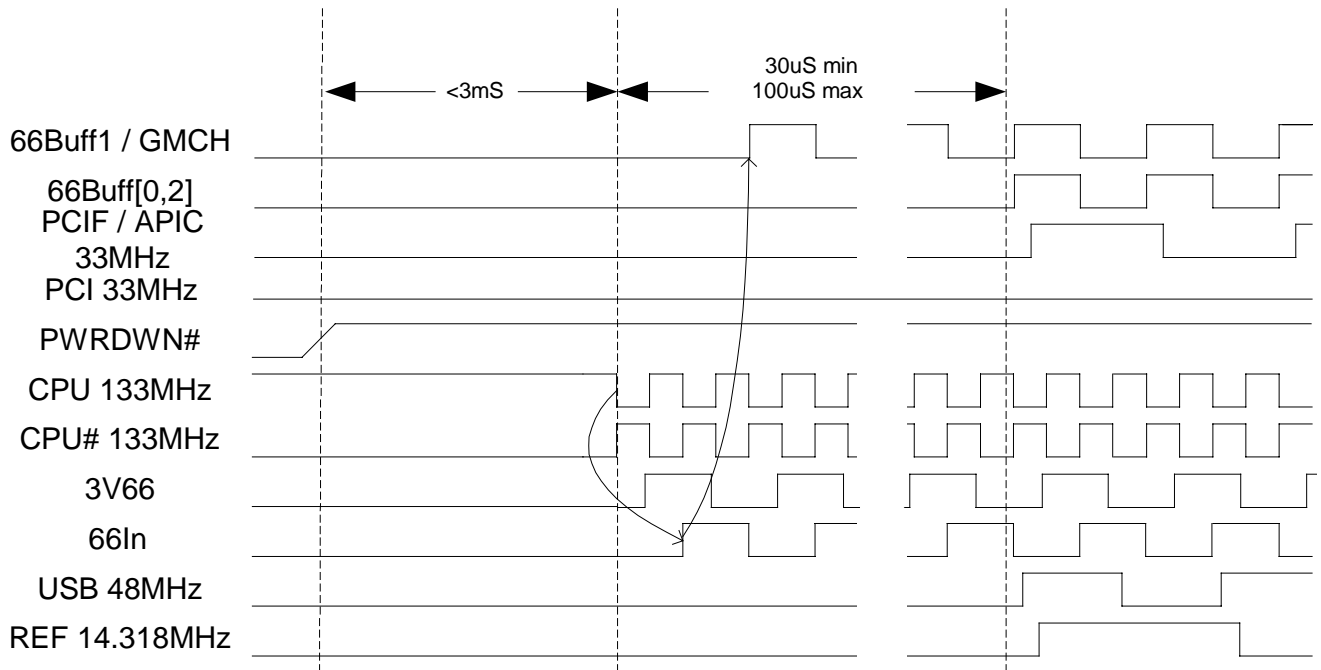 30uS min
<3mS
100uS max
66Buff1 / GMCH
66Buff[0,2]
PCIF / APIC
33MHz
PCI 33MHz
PWRDWN#
CPU 133MHz
CPU# 133MHz
3V66
66In
USB 48MHz
REF 14.318MHz